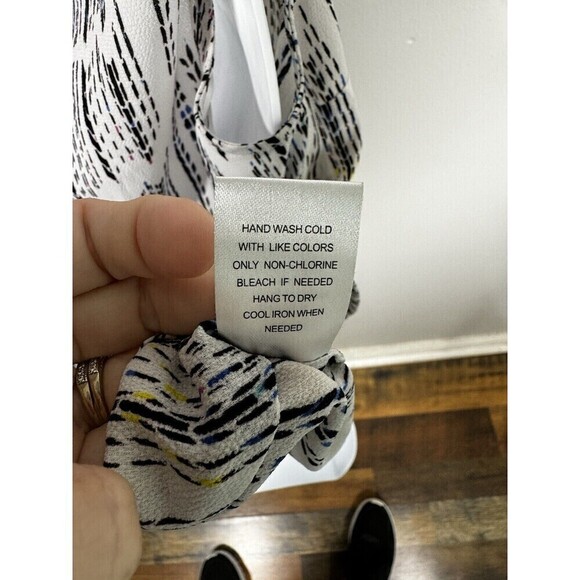 HAND WASH COLD
WITH LIKE COLORS
ONLY NON-CHLORINE
BLEACH IF NEEDED
HANG TO DRY
COOL IRON WHEN
NEEDED